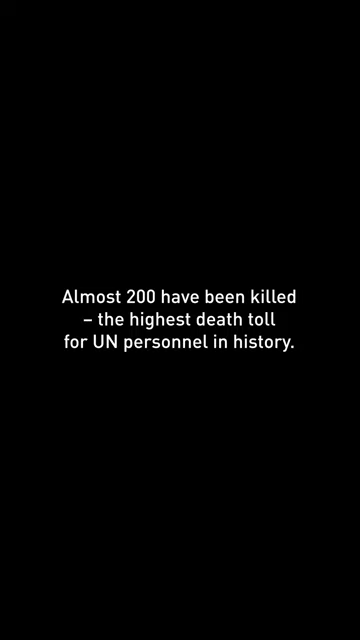 Almost 200 have been killed
– the highest death toll
for UN personnel in history.